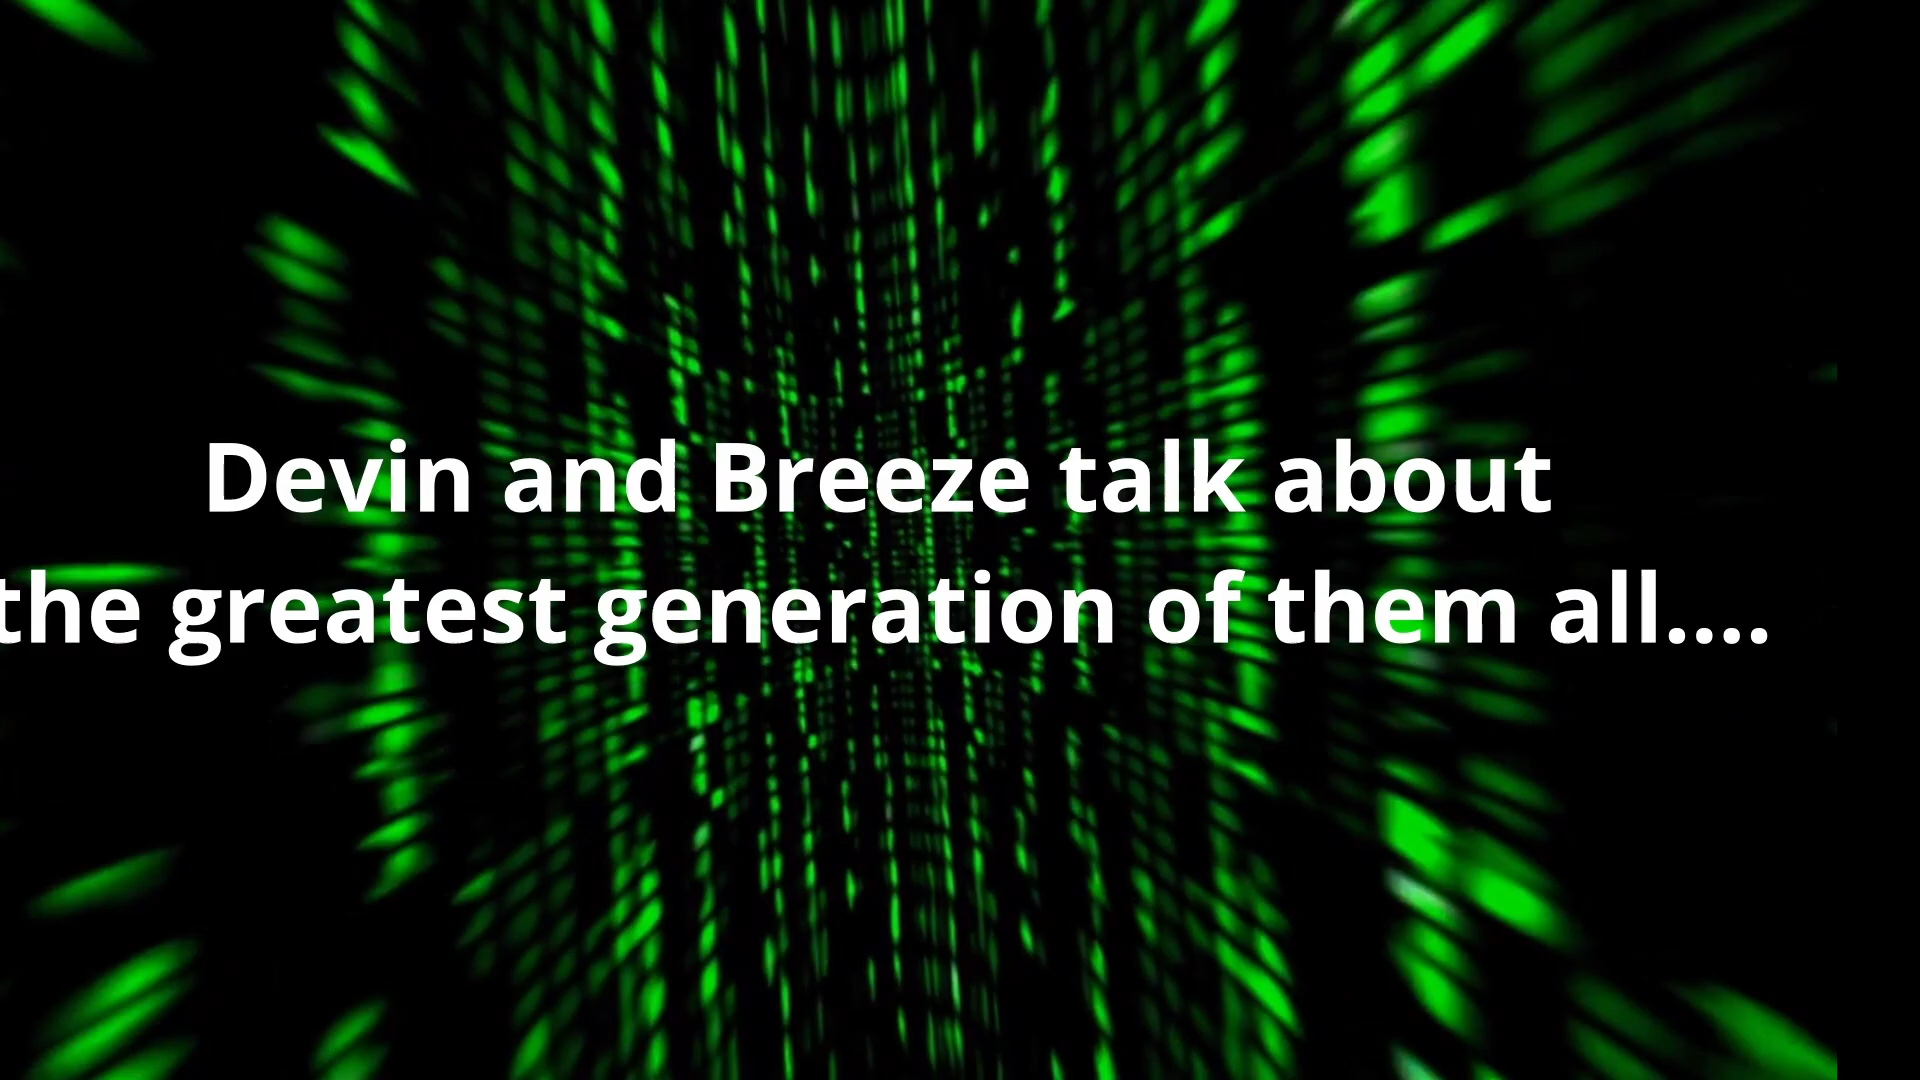 Devin and Breeze talk about
the greatest generation of them all....